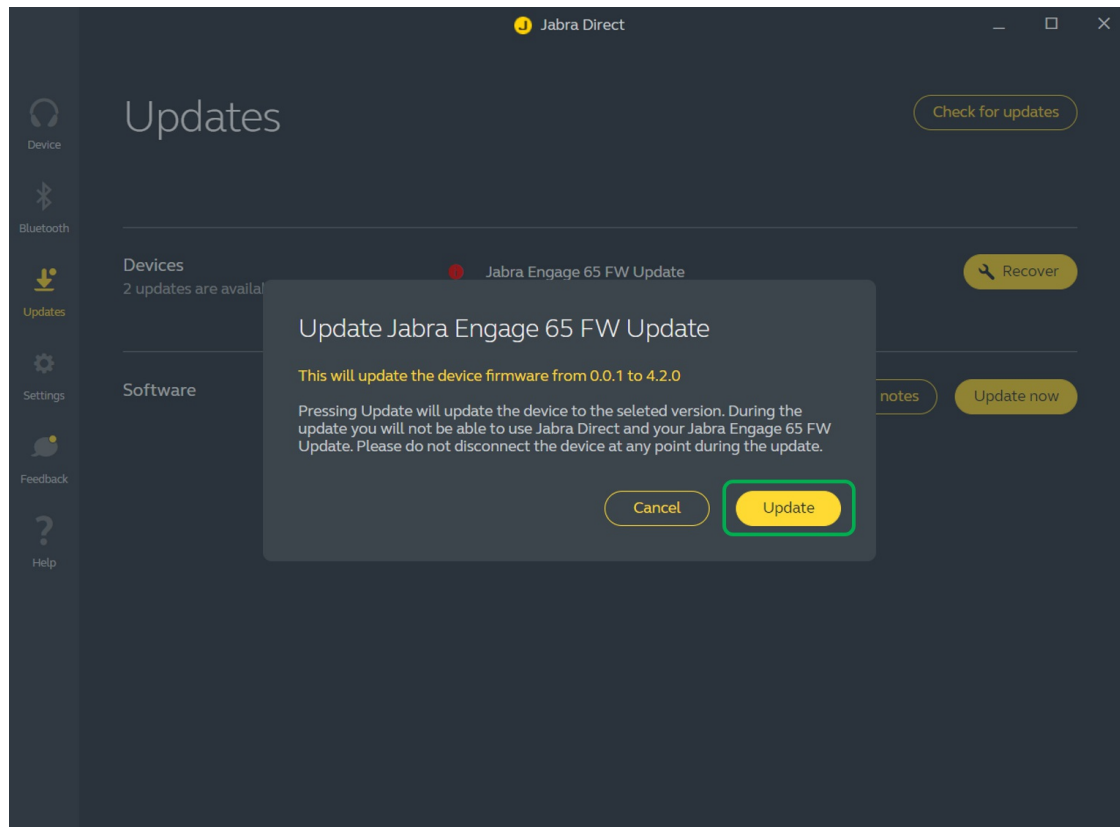 Jabra Direct
Updates
Check for updates
Device
Bluetooth
Updates
Settings
Feedback
Help
Devices
2 updates are
Jabra Engage 65 FW Update
Recover
Software
notes
Update now
Update Jabra Engage 65 FW Update
This will update the device firmware from 0.0.1 to 4.2.0
Pressing Update will update the device to the seleted version. During the
update you will not be able to use Jabra Direct and your Jabra Engage 65 FW
Update. Please do not disconnect the device at any point during the update.
Cancel
Update